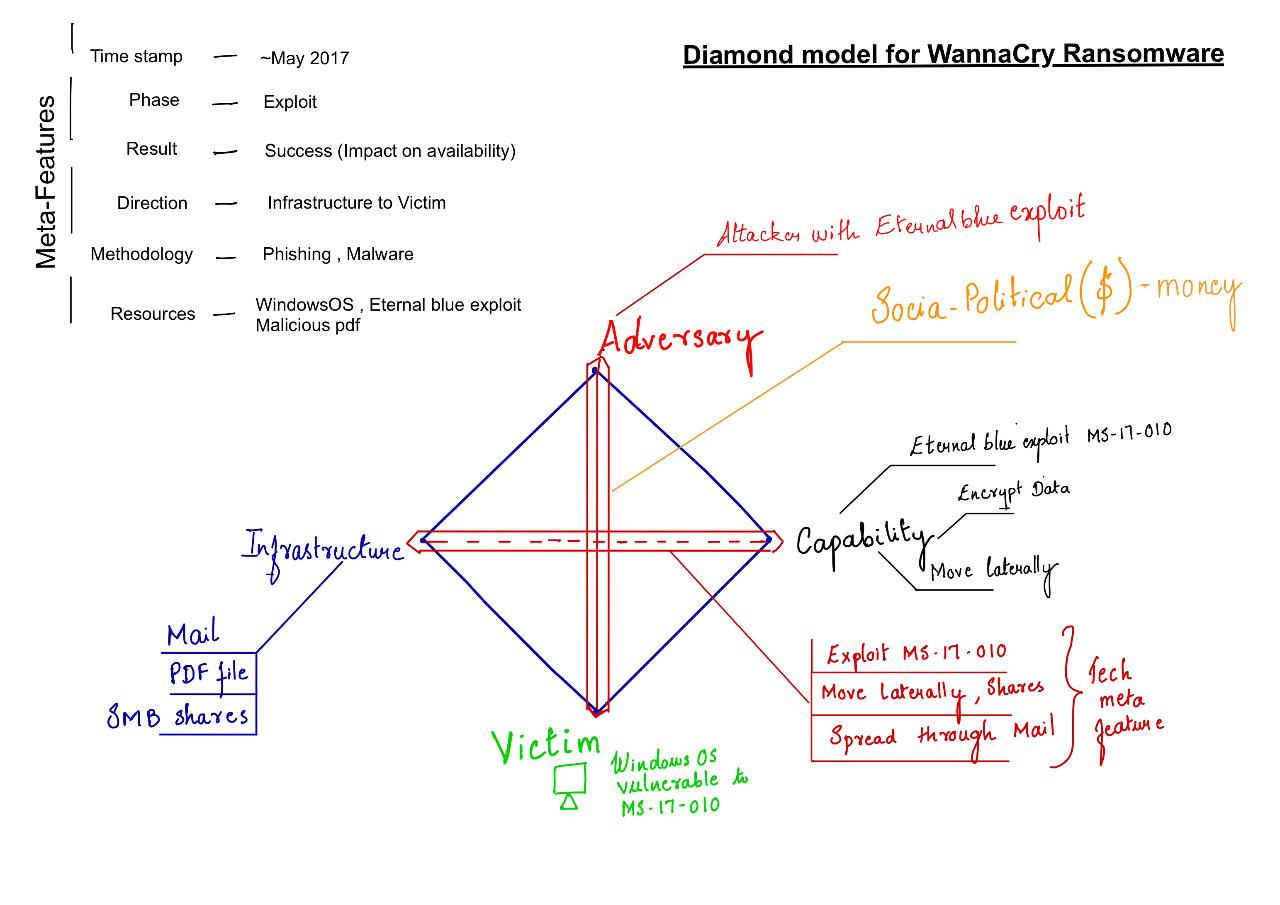 Diamond model for WannaCry Ransomware
Meta-Features
Time stamp — ~May 2017
Phase — Exploit
Result — Success (Impact on availability)
Direction — Infrastructure to Victim
Methodology — Phishing , Malware
Resources — WindowsOS , Eternal blue exploit
Malicious pdf
Attacker with Eternalblue exploit
Socia-Political ($) - money
Adversary
Eternal blue exploit MS-17-010
Encrypt Data
Capability
Move laterally
Infrastructure
Mail
PDF file
SMB shares
Exploit MS-17-010
Move laterally, Shares
Spread through Mail
Tech
meta
feature
Victim
Windows OS
vulnerable to
MS-17-010